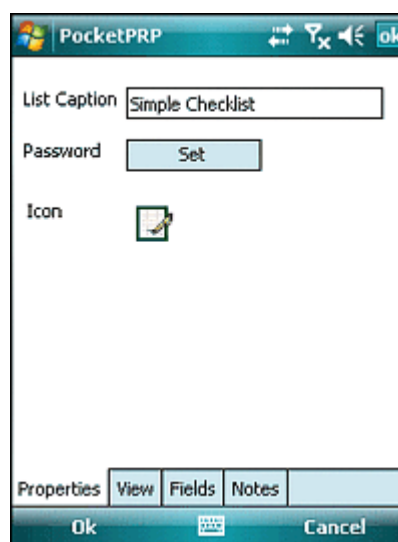 PocketPRP ok
List Caption Simple Checklist
Password Set
Icon
Properties View Fields Notes
Ok Cancel